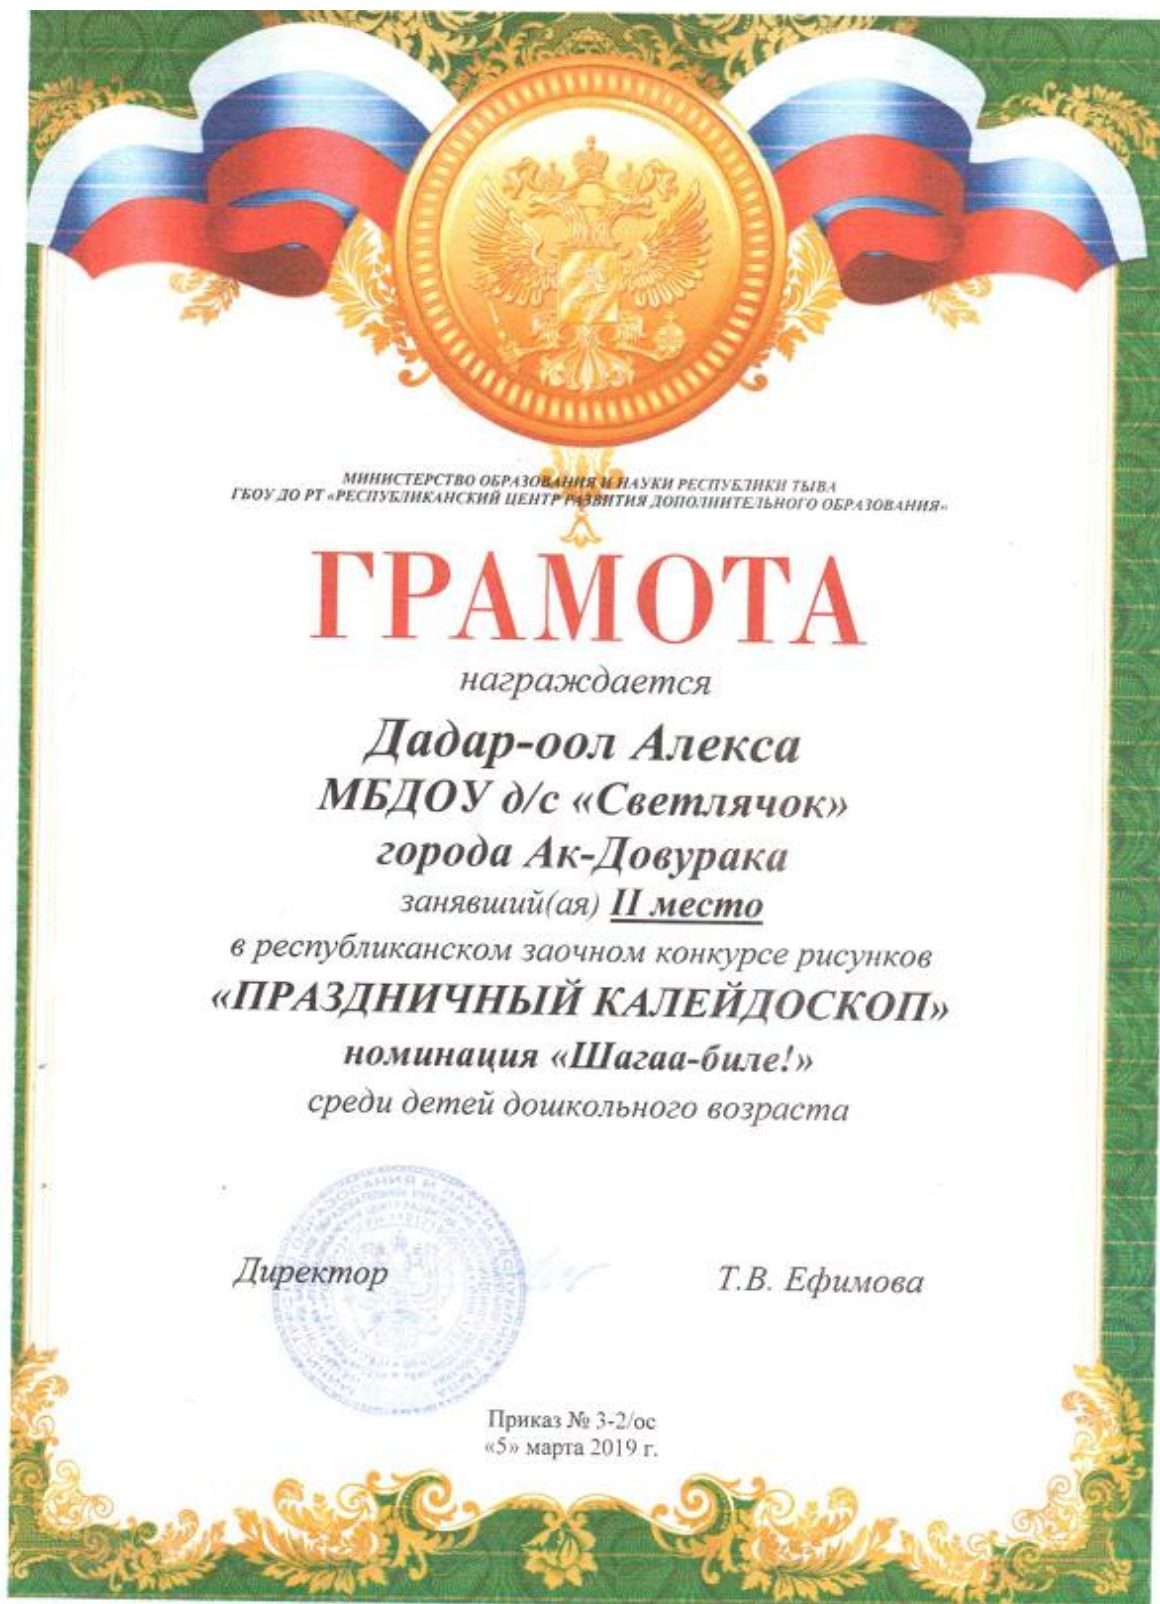 МИНИСТЕРСТВО ОБРАЗОВАНИЯ И НАУКИ РЕСПУБЛИКИ ТЫВА
ГБОУ ДО РТ «РЕСПУБЛИКАНСКИЙ ЦЕНТР РАЗВИТИЯ ДОПОЛНИТЕЛЬНОГО ОБРАЗОВАНИЯ»
ГРАМОТА
награждается
Дадар-оол Алекса
МБДОУ д/с «Светлячок»
города Ак-Довурака
занявший(ая) II место
в республиканском заочном конкурсе рисунков
«ПРАЗДНИЧНЫЙ КАЛЕЙДОСКОП»
номинация «Шагаа-биле!»
среди детей дошкольного возраста
Директор Т.В. Ефимова
Приказ № 3-2/ос
«5» марта 2019 г.